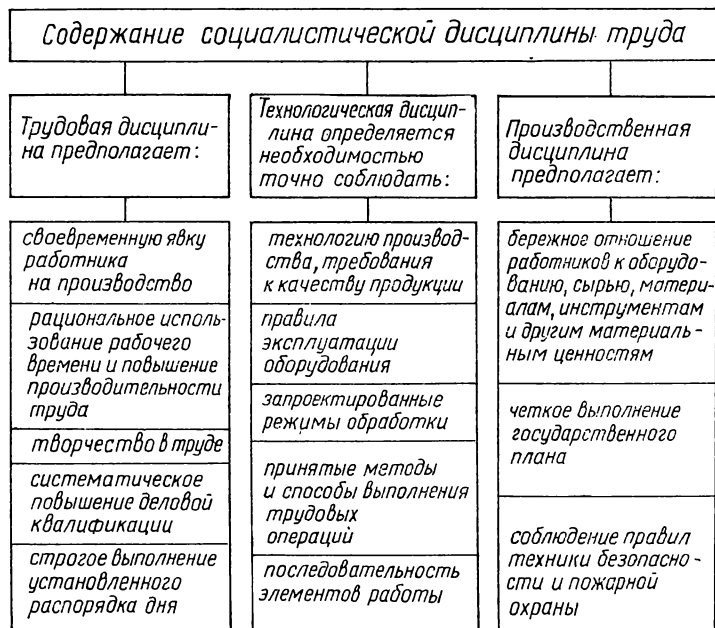 Содержание социалистической дисциплины труда
Трудовая дисципли-
на предполагает:
своевременную явку
работника
на производство
рациональное исполь-
зование рабочего
времени и повышение
производительности
труда
творчество в труде
систематическое
повышение деловой
квалификации
строгое выполнение
установленного
распорядка дня
Технологическая дисцип-
лина определяется
необходимостью
точно соблюдать:
технологию производ-
ства, требования
к качеству продукции
правила
эксплуатации
оборудования
запроектированные
режимы обработки
принятые методы
и способы выполнения
трудовых
операций
последовательность
элементов работы
Производственная
дисциплина
предполагает:
бережное отношение
работников к оборудо-
ванию, сырью, матери-
алам, инструментам
и другим материаль-
ным ценностям
четкое выполнение
государственного
плана
соблюдение правил
техники безопасно-
сти и пожарной
охраны